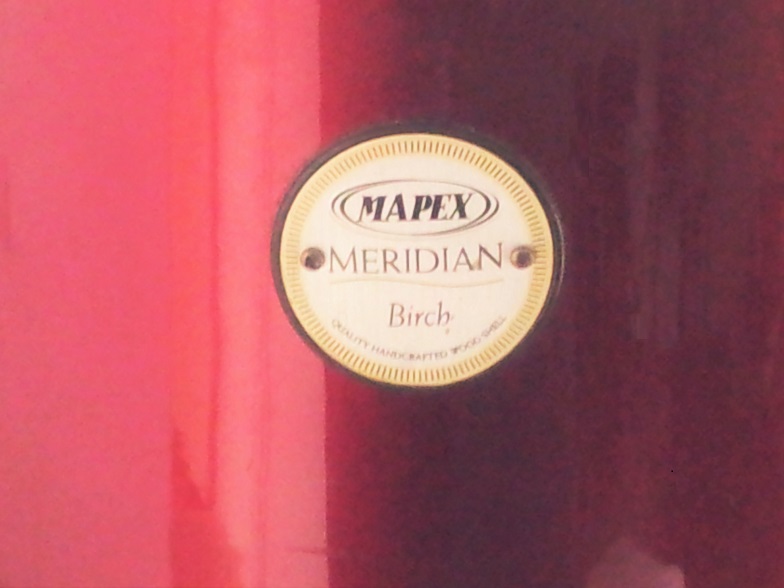 MAPEX
MERIDIAN
Birch
QUALITY HANDCRAFTED WOOD SHELL